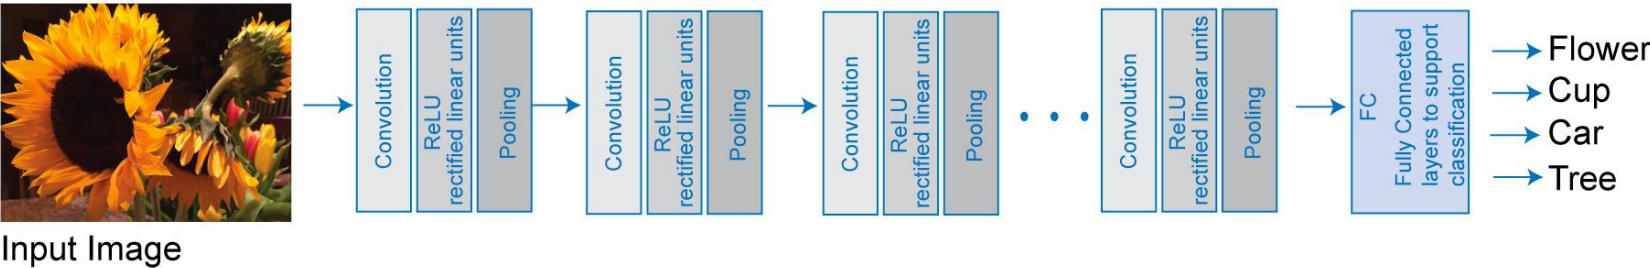 Input Image
Convolution
ReLU
rectified linear units
Pooling
Convolution
ReLU
rectified linear units
Pooling
Convolution
ReLU
rectified linear units
Pooling
. . .
Convolution
ReLU
rectified linear units
Pooling
FC
Fully Connected
layers to support
classification
Flower
Cup
Car
Tree